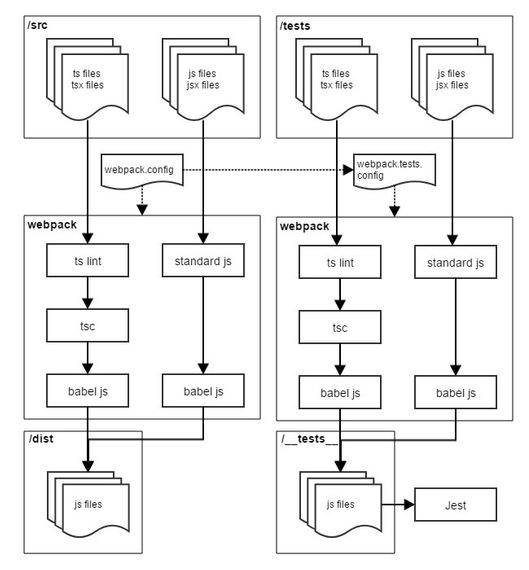 /src
ts files
tsx files
js files
jsx files
/tests
ts files
tsx files
js files
jsx files
webpack.config
webpack.tests.
config
webpack
ts lint
standard js
tsc
babel js
babel js
webpack
ts lint
standard js
tsc
babel js
babel js
/dist
js files
/__tests__
js files
Jest